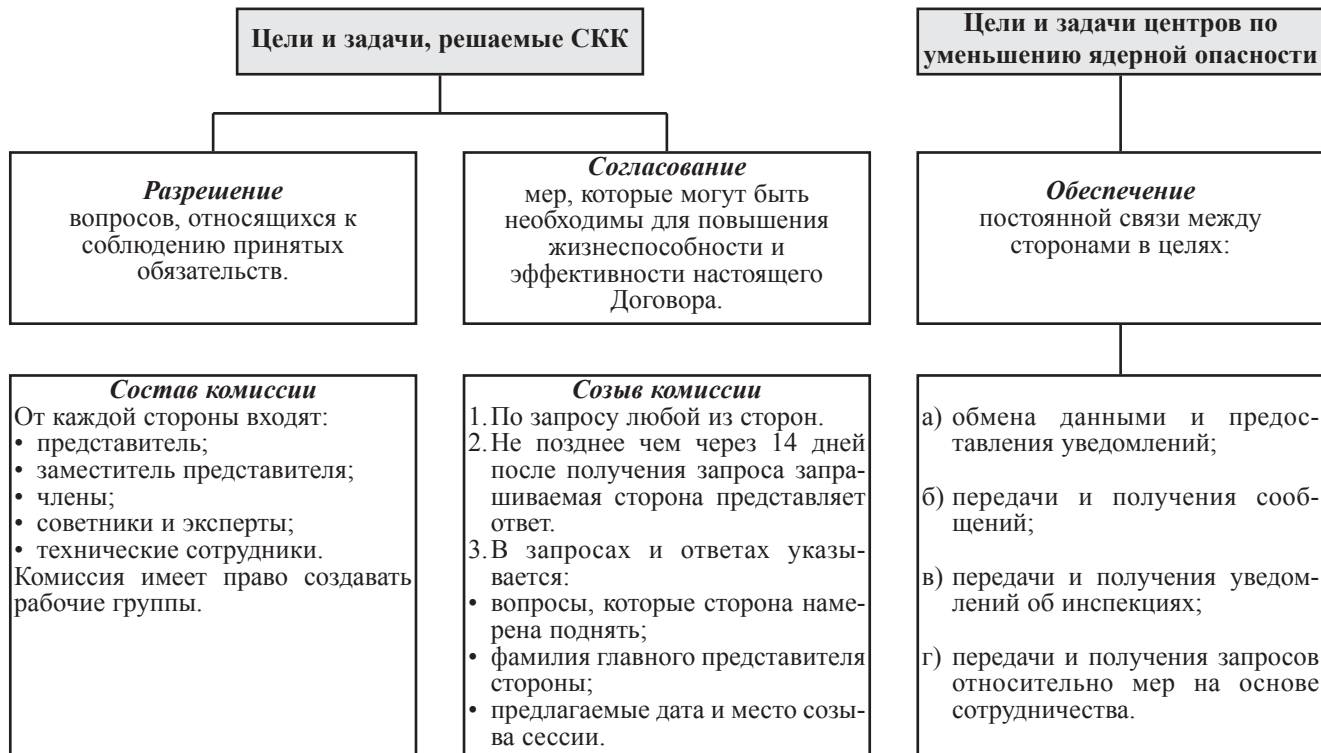 Цели и задачи, решаемые СКК
Цели и задачи центров по
уменьшению ядерной опасности
Разрешение
вопросов, относящихся к
соблюдению принятых
обязательств.
Согласование
мер, которые могут быть
необходимы для повышения
жизнеспособности и
эффективности настоящего
Договора.
Обеспечение
постоянной связи между
сторонами в целях:
Состав комиссии
От каждой стороны входят:
• представитель;
• заместитель представителя;
• члены;
• советники и эксперты;
• технические сотрудники.
Комиссия имеет право создавать
рабочие группы.
Созыв комиссии
1. По запросу любой из сторон.
2. Не позднее чем через 14 дней
после получения запроса запра-
шиваемая сторона представляет
ответ.
3. В запросах и ответах указы-
вается:
• вопросы, которые сторона наме-
рена поднять;
• фамилия главного представителя
стороны;
• предлагаемые дата и место созы-
ва сессии.
а) обмена данными и предос-
тавления уведомлений;
б) передачи и получения сооб-
щений;
в) передачи и получения уведом-
лений об инспекциях;
г) передачи и получения запросов
относительно мер на основе
сотрудничества.